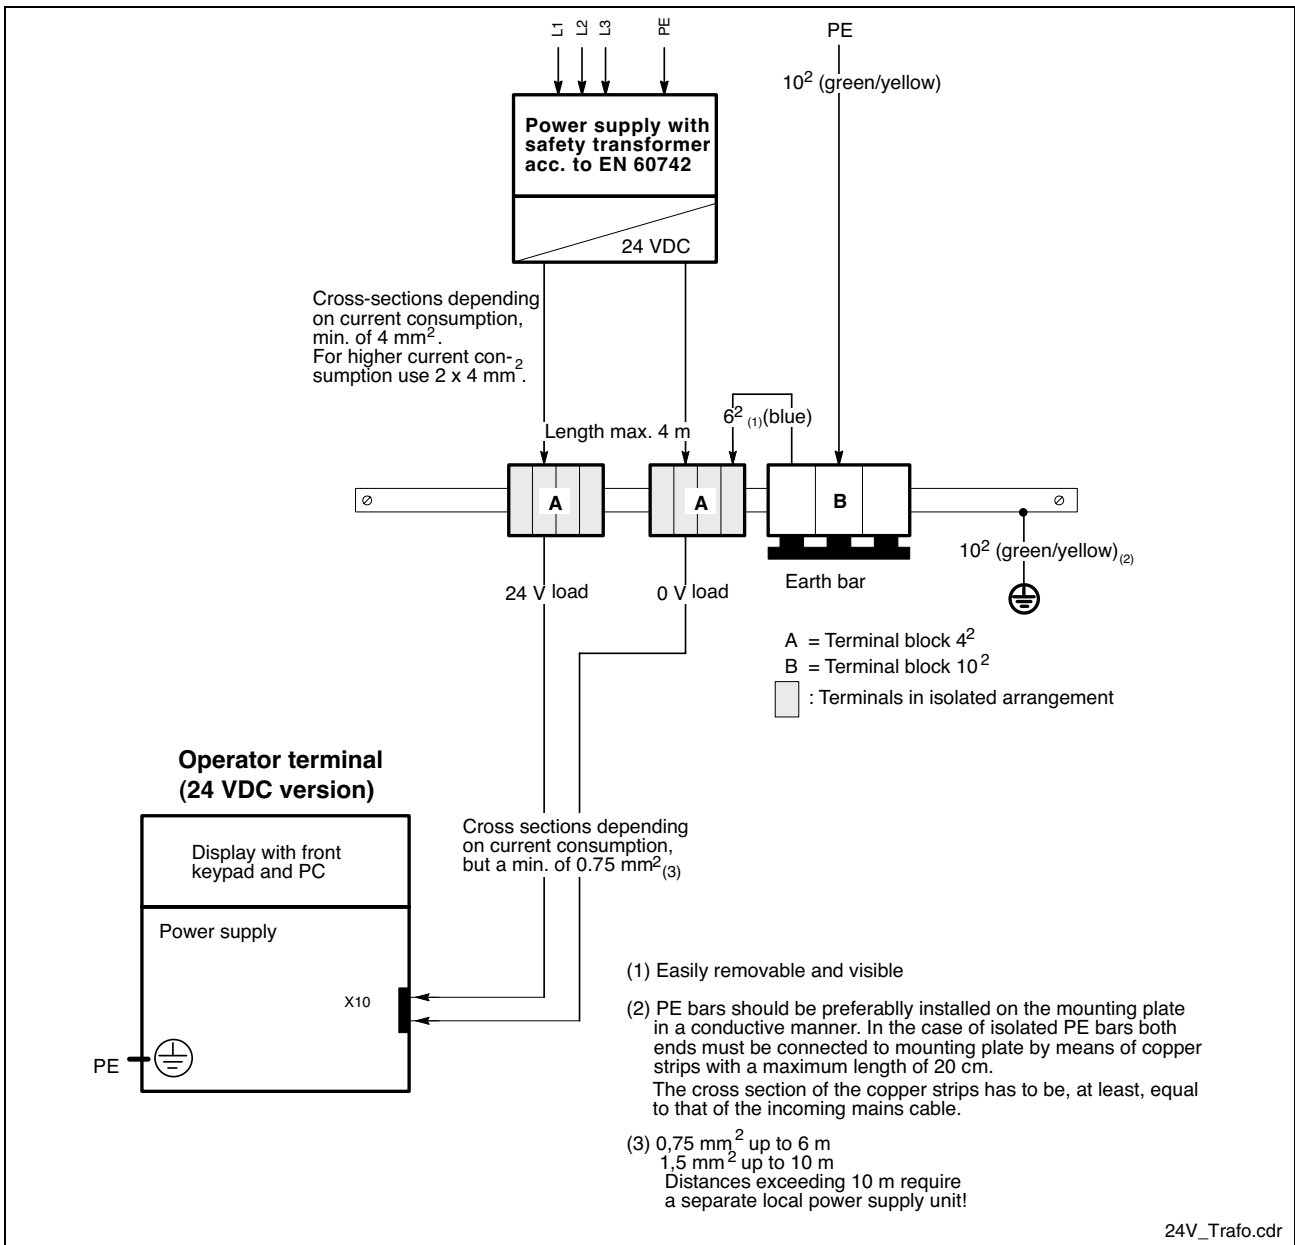 L1 L2 L3 PE
PE
10² (green/yellow)
Power supply with
safety transformer
acc. to EN 60742
24 VDC
Cross-sections depending
on current consumption,
min. of 4 mm².
For higher current con-
sumption use 2 x 4 mm².
6² (1)(blue)
Length max. 4 m
A
A
B
10² (green/yellow)(2)
Earth bar
24 V load
0 V load
A = Terminal block 4²
B = Terminal block 10²
: Terminals in isolated arrangement
Operator terminal
(24 VDC version)
Display with front
keypad and PC
Cross sections depending
on current consumption,
but a min. of 0.75 mm²(3)
Power supply
X10
PE
(1) Easily removable and visible
(2) PE bars should be preferablly installed on the mounting plate
in a conductive manner. In the case of isolated PE bars both
ends must be connected to mounting plate by means of copper
strips with a maximum length of 20 cm.
The cross section of the copper strips has to be, at least, equal
to that of the incoming mains cable.
(3) 0,75 mm² up to 6 m
1,5 mm² up to 10 m
Distances exceeding 10 m require
a separate local power supply unit!
24V_Trafo.cdr